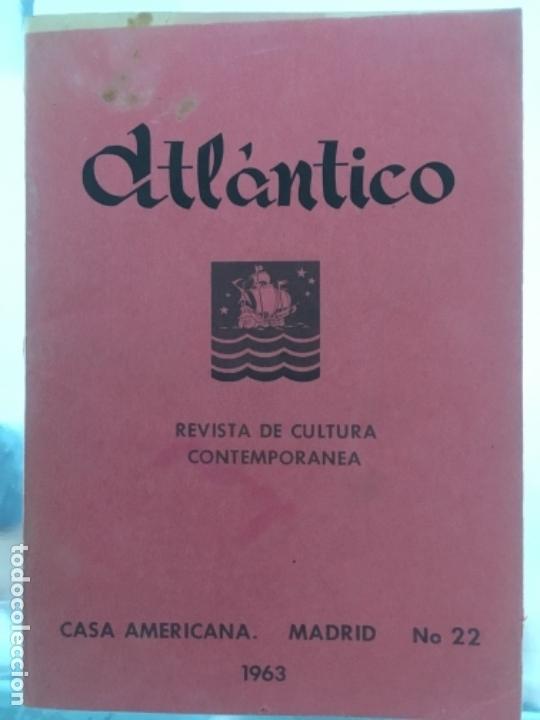 Atlántico
REVISTA DE CULTURA
CONTEMPORANEA
CASA AMERICANA. MADRID No 22
1963
todocoleccion